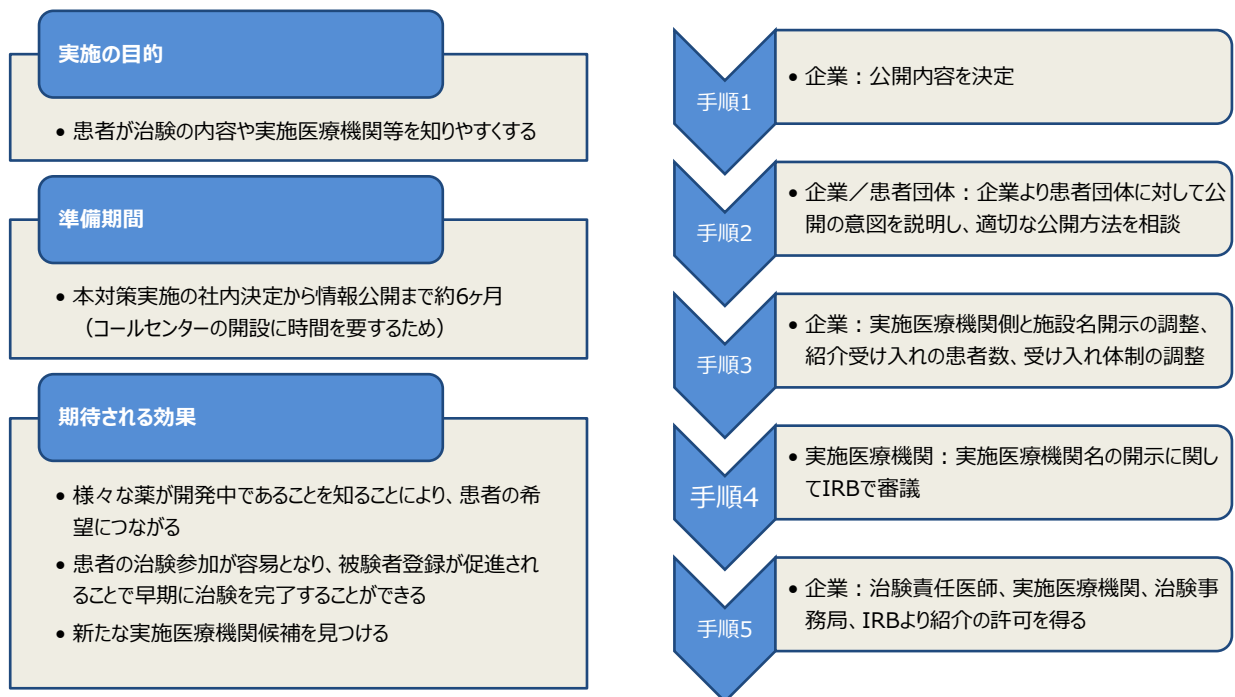 実施の目的
• 患者が治験の内容や実施医療機関等を知りやすくする
準備期間
• 本対策実施の社内決定から情報公開まで約6ヶ月
（コールセンターの開設に時間を要するため）
期待される効果
• 様々な薬が開発中であることを知ることにより、患者の希
望につながる
• 患者の治験参加が容易となり、被験者登録が促進され
ることで早期に治験を完了することができる
• 新たな実施医療機関候補を見つける
手順1
• 企業：公開内容を決定
手順2
• 企業／患者団体：企業より患者団体に対して公
開の意図を説明し、適切な公開方法を相談
手順3
• 企業：実施医療機関側と施設名開示の調整、
紹介受け入れの患者数、受け入れ体制の調整
手順4
• 実施医療機関：実施医療機関名の開示に関し
てIRBで審議
手順5
• 企業：治験責任医師、実施医療機関、治験事
務局、IRBより紹介の許可を得る